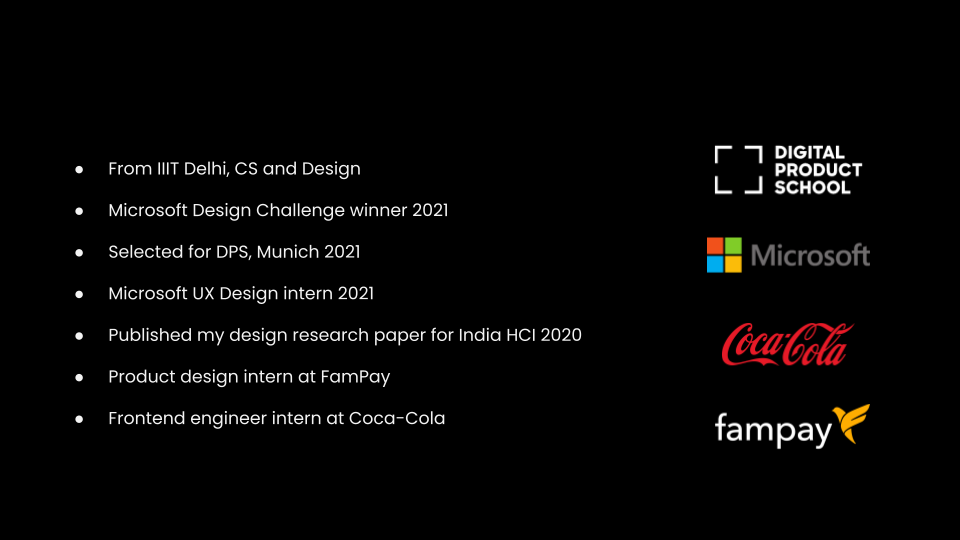 ● From IIIT Delhi, CS and Design
● Microsoft Design Challenge winner 2021
● Selected for DPS, Munich 2021
● Microsoft UX Design intern 2021
● Published my design research paper for India HCI 2020
● Product design intern at FamPay
● Frontend engineer intern at Coca-Cola
DIGITAL
PRODUCT
SCHOOL
Microsoft
Coca-Cola
fampay